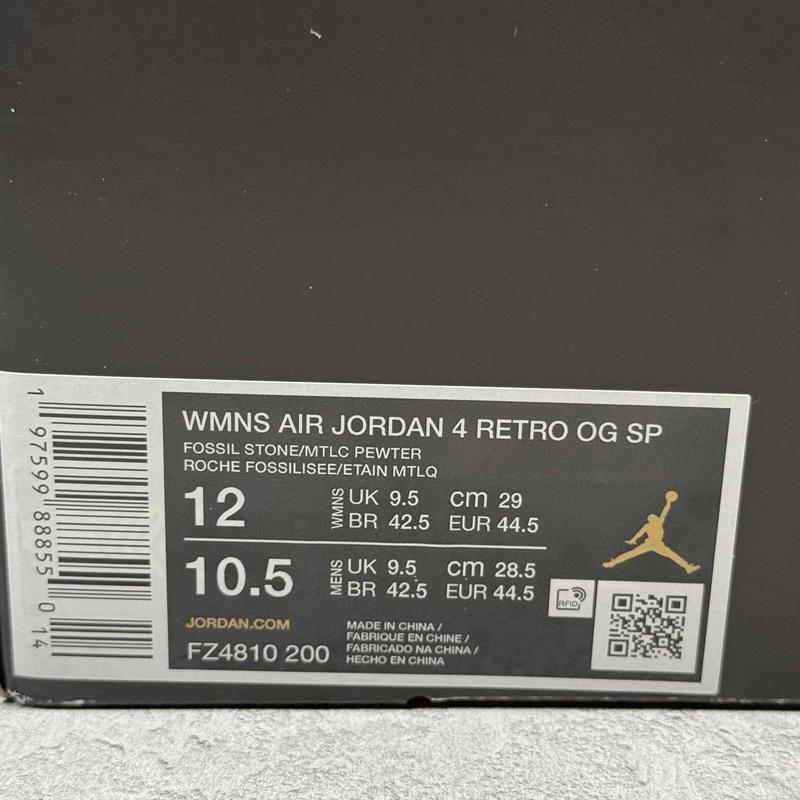 WMNS AIR JORDAN 4 RETRO OG SP
FOSSIL STONE/MTLC PEWTER
ROCHE FOSSILISEE/ETAIN MTLQ
12 WMNS UK 9.5 cm 29
BR 42.5 EUR 44.5
10.5 MENS UK 9.5 cm 28.5
BR 42.5 EUR 44.5
JORDAN.COM
FZ4810 200
MADE IN CHINA /
FABRIQUE EN CHINE /
FABRICADO NA CHINA /
HECHO EN CHINA
RFID
1 97599 88855 0 14